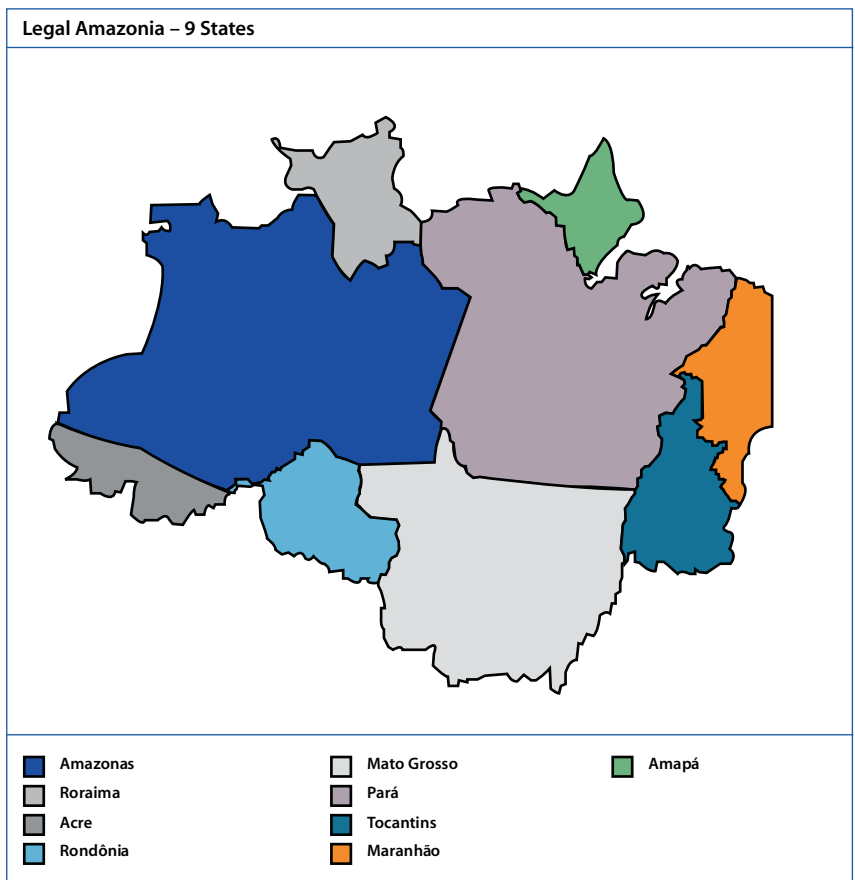 Legal Amazonia – 9 States
Amazonas
Roraima
Acre
Rondônia
Mato Grosso
Pará
Tocantins
Maranhão
Amapá